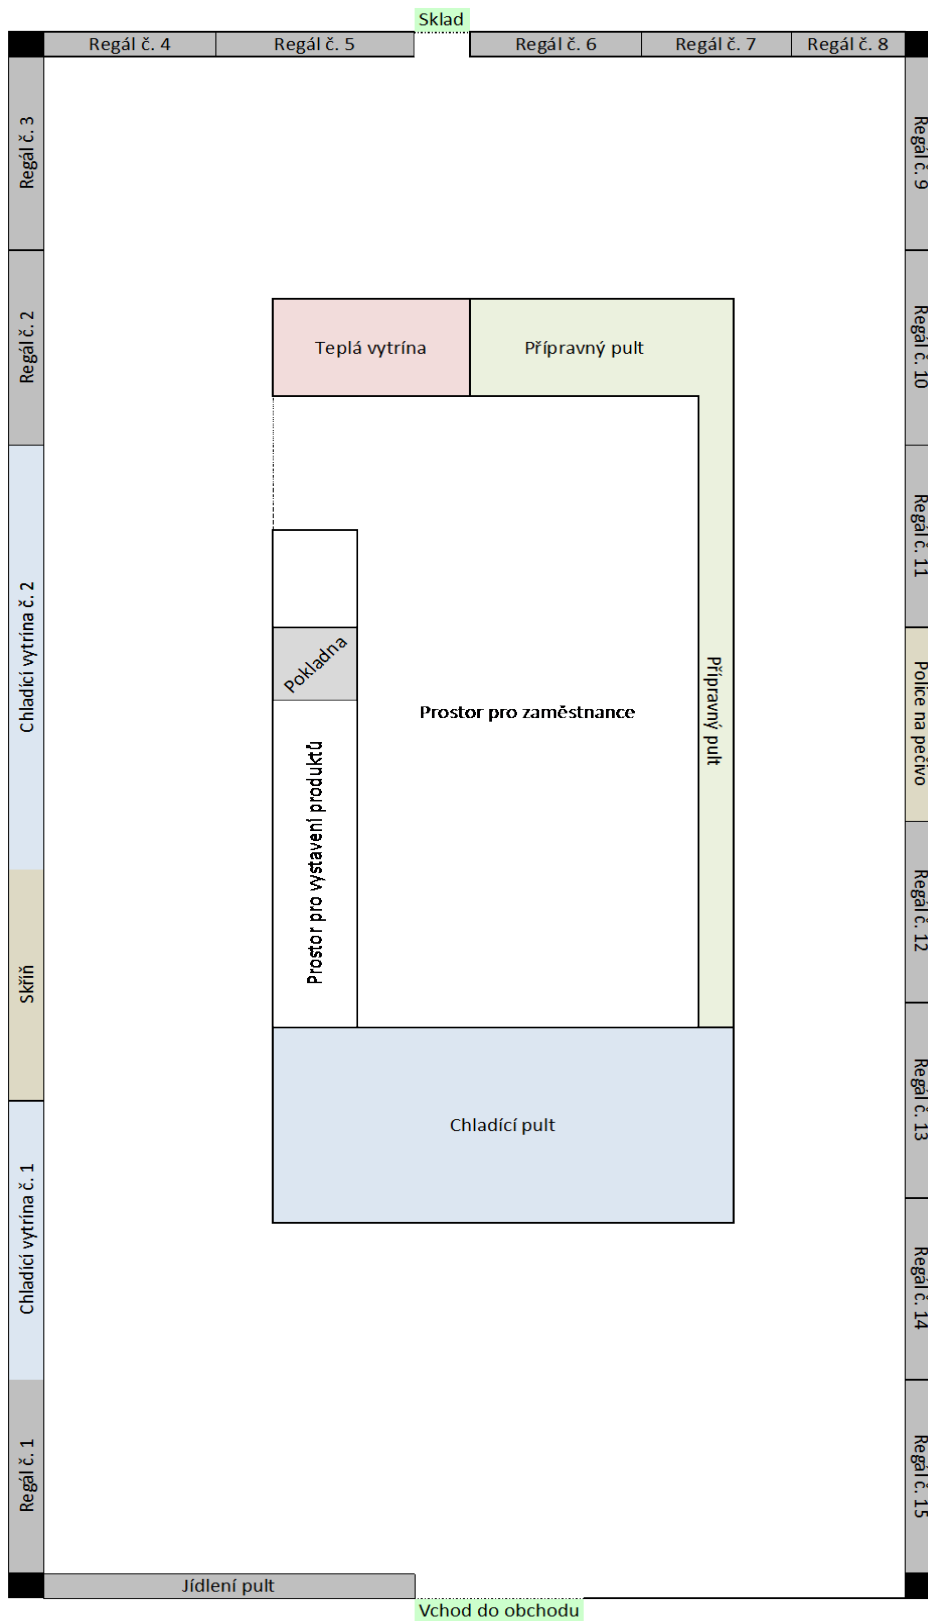 Sklad
Regál č. 4
Regál č. 5
Regál č. 6
Regál č. 7
Regál č. 8
Regál č. 3
Regál č. 9
Regál č. 2
Regál č. 10
Teplá vytrína
Přípravný pult
Regál č. 11
Chladící vytrína č. 2
Pokladna
Prostor pro zaměstnance
Přípravný pult
Police na pečivo
Prostor pro vystavení produktů
Regál č. 12
Skříň
Regál č. 13
Chladící pult
Chladící vytrína č. 1
Regál č. 14
Regál č. 1
Regál č. 15
Jídlení pult
Vchod do obchodu